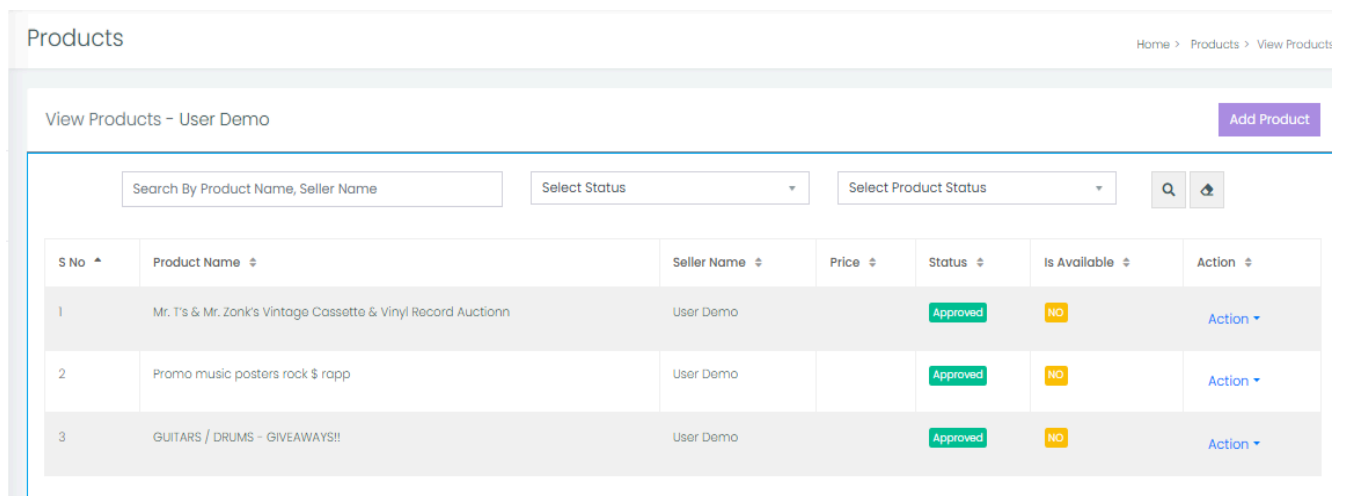 Products
Home > Products > View Products
View Products - User Demo
Add Product
Search By Product Name, Seller Name
Select Status
Select Product Status
S No Product Name Seller Name Price Status Is Available Action
1 Mr. T's & Mr. Zonk's Vintage Cassette & Vinyl Record Auctionn User Demo Approved NO Action
2 Promo music posters rock $ rapp User Demo Approved NO Action
3 GUITARS / DRUMS - GIVEAWAYS!! User Demo Approved NO Action